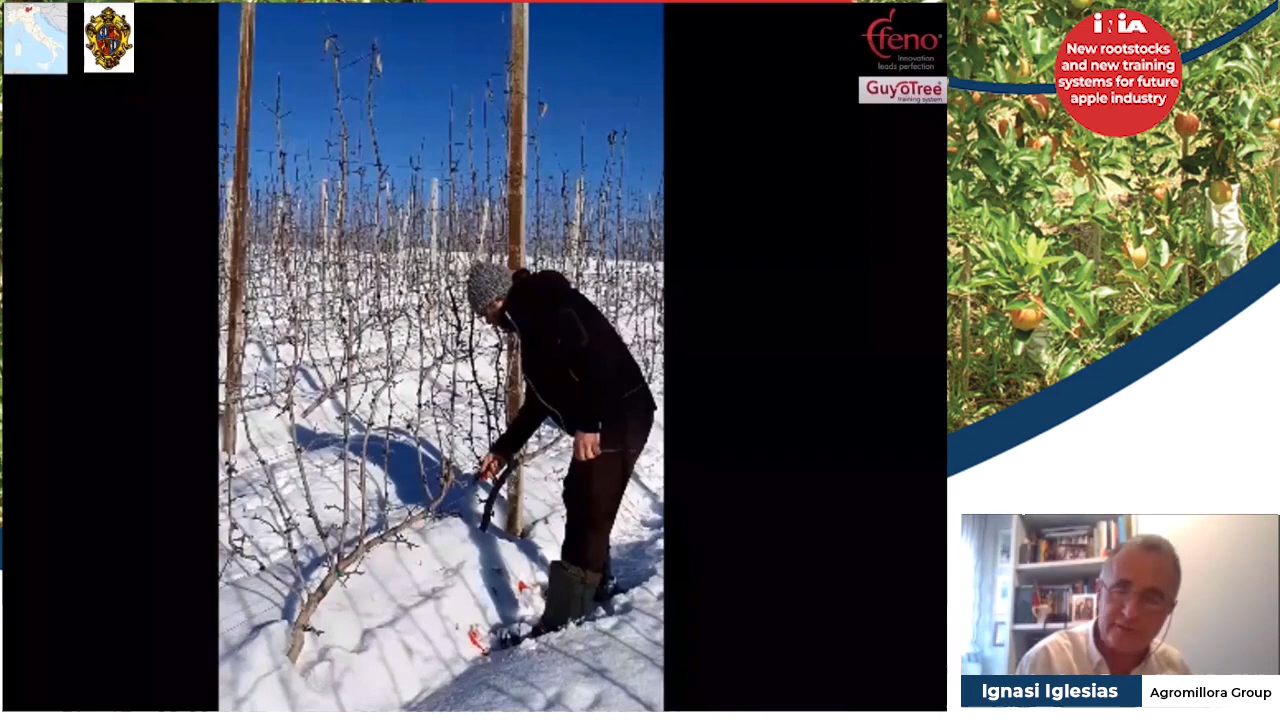 feno®
innovation
leads perfection
GuyoTree
training system
iNiA
New rootstocks
and new training
systems for future
apple industry
Ignasi Iglesias
Agromillora Group